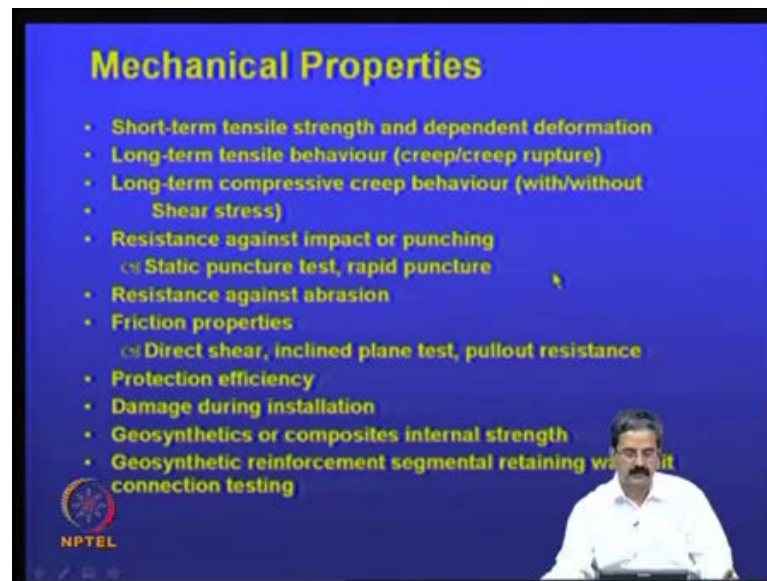 Mechanical Properties
• Short-term tensile strength and dependent deformation
• Long-term tensile behaviour (creep/creep rupture)
• Long-term compressive creep behaviour (with/without
• Shear stress)
• Resistance against impact or punching
Static puncture test, rapid puncture
• Resistance against abrasion
• Friction properties
Direct shear, inclined plane test, pullout resistance
• Protection efficiency
• Damage during installation
• Geosynthetics or composites internal strength
• Geosynthetic reinforcement segmental retaining
connection testing
NPTEL